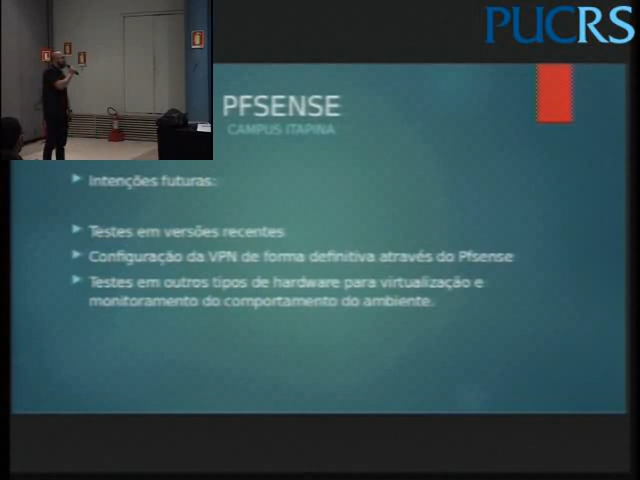 PUCRS
PFSENSE
CAMPUS ITAPINA
Intenções futuras:
Testes em versões recentes
Configuração da VPN de forma definitiva através do Pfsense
Testes em outros tipos de hardware para virtualização e
monitoramento do comportamento do ambiente.